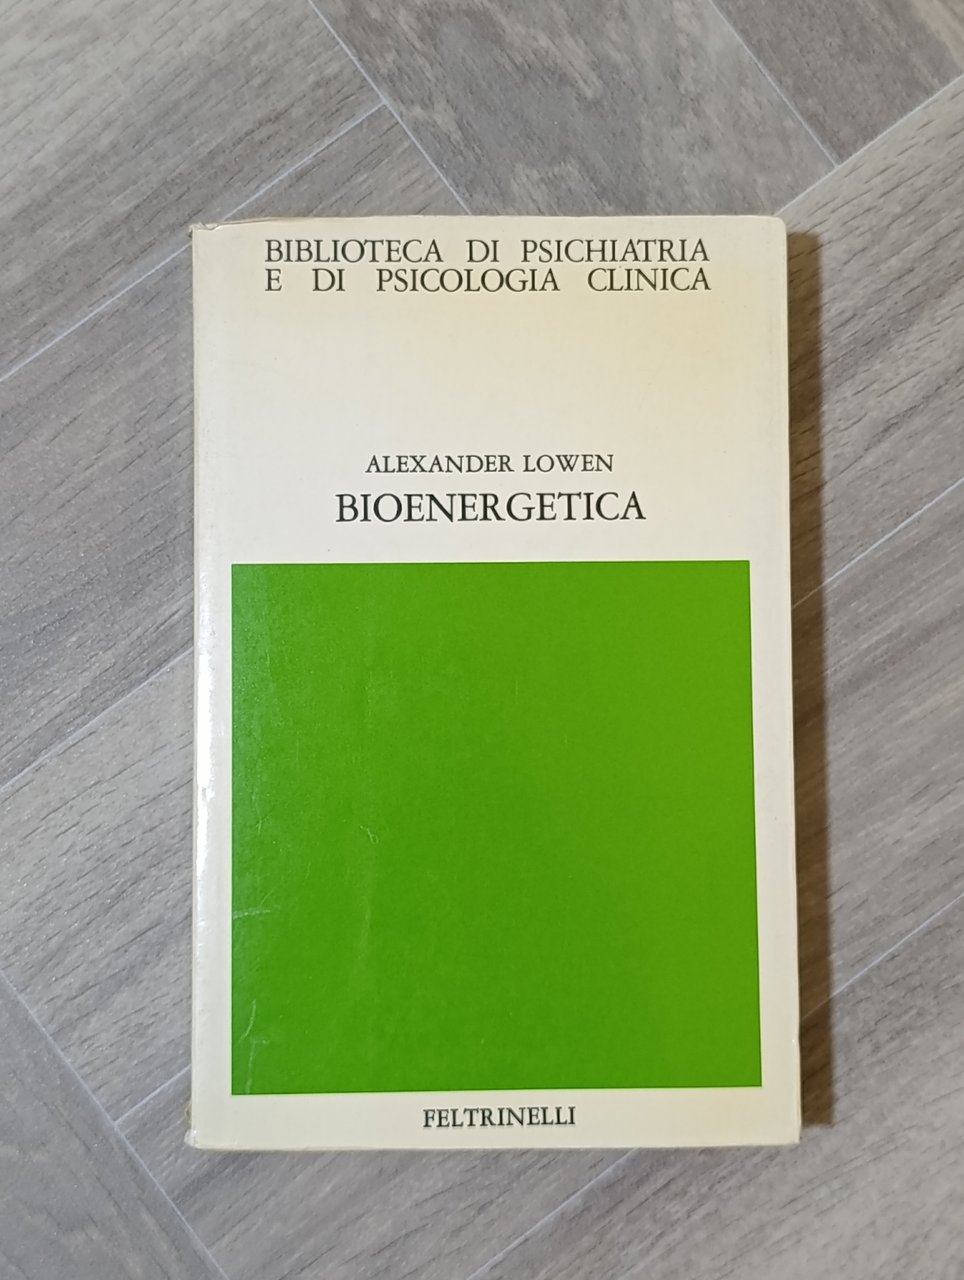 BIBLIOTECA DI PSICHIATRIA
E DI PSICOLOGIA CLINICA
ALEXANDER LOWEN
BIOENERGETICA
FELTRINELLI